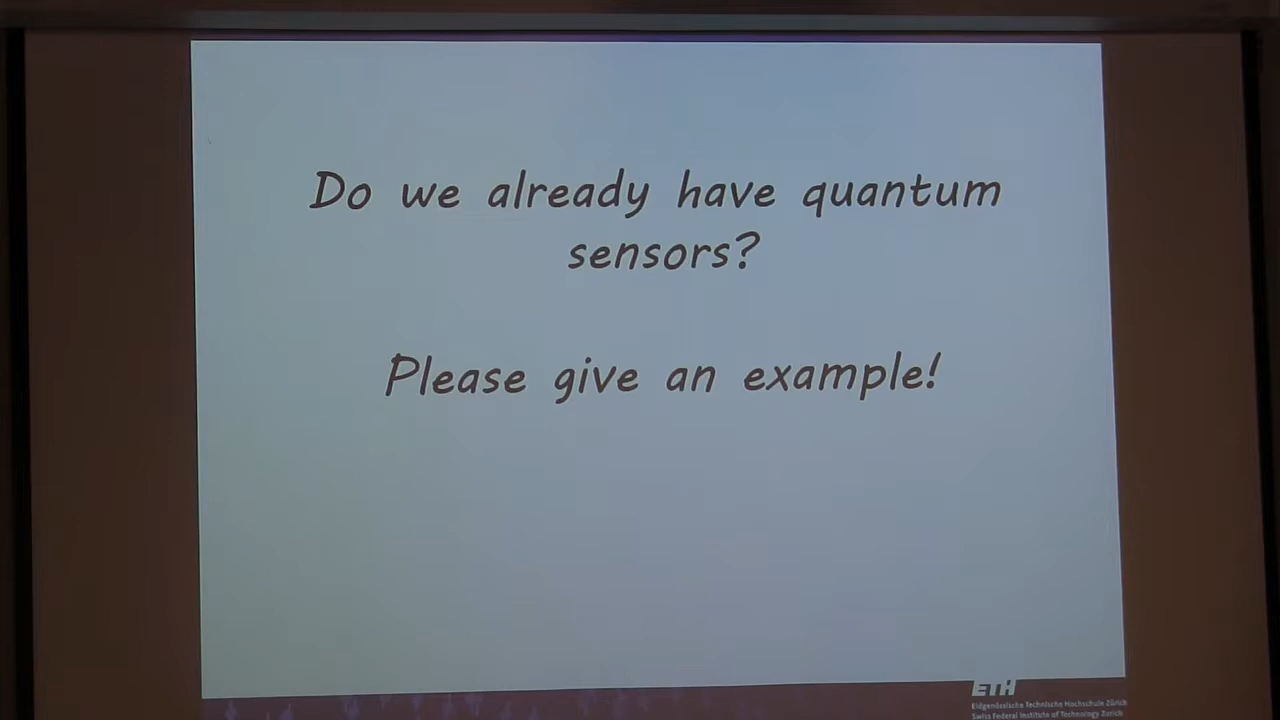 Do we already have quantum
sensors?
Please give an example!
ETH
Eidgenössische Technische Hochschule Zürich
Swiss Federal Institute of Technology Zurich